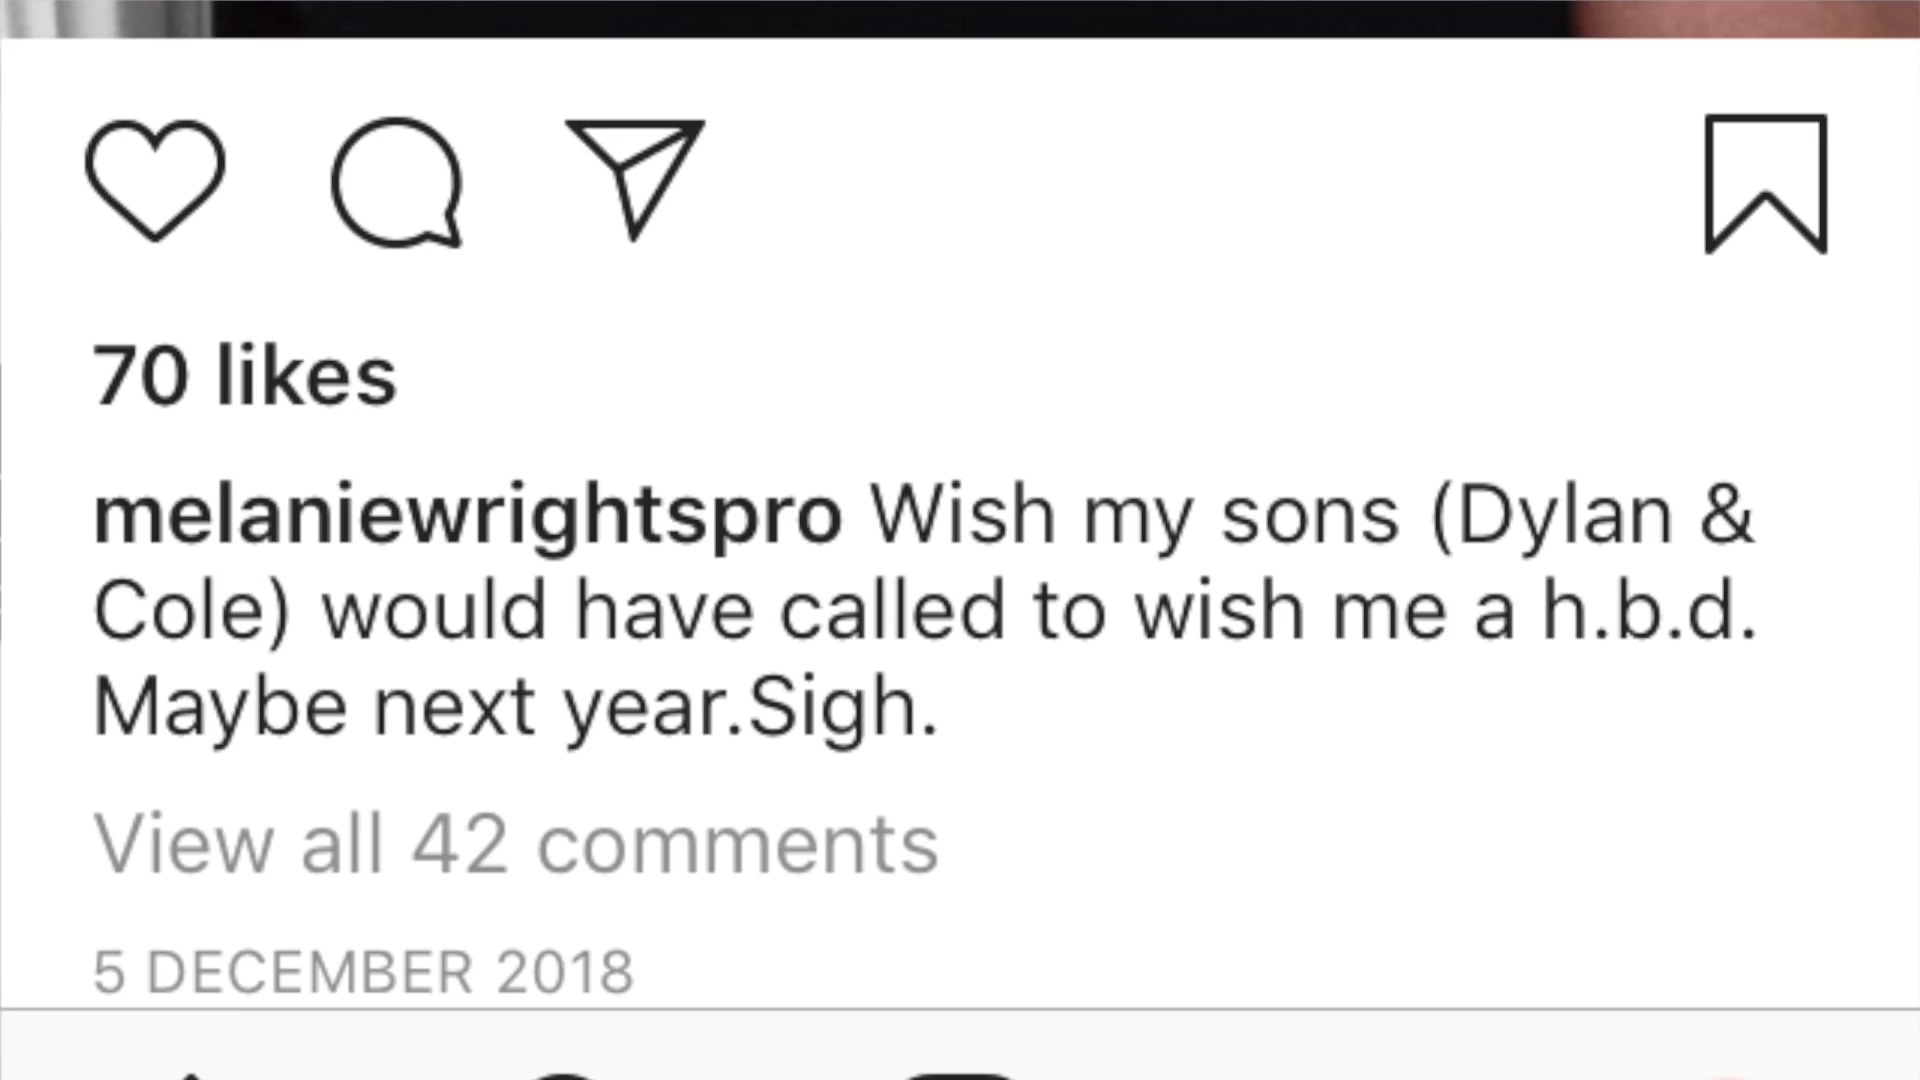 70 likes
melaniewrightspro Wish my sons (Dylan &
Cole) would have called to wish me a h.b.d.
Maybe next year.Sigh.
View all 42 comments
5 DECEMBER 2018